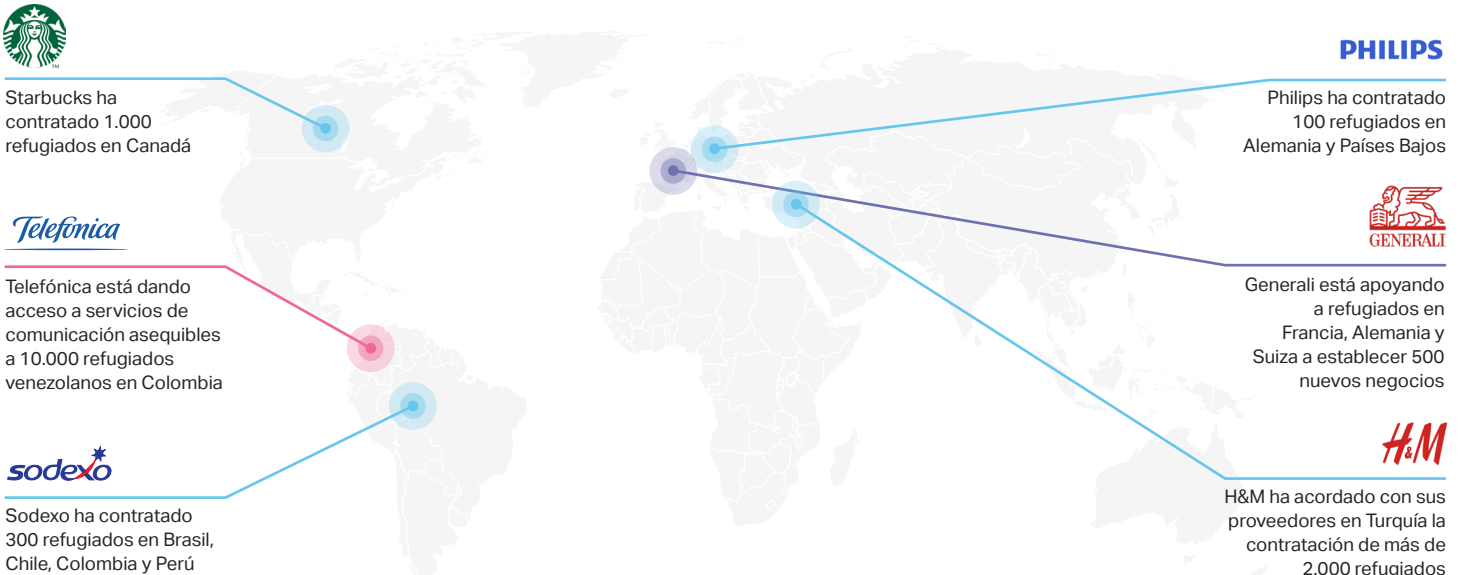 Starbucks ha
contratado 1.000
refugiados en Canadá
Telefónica
Telefónica está dando
acceso a servicios de
comunicación asequibles
a 10.000 refugiados
venezolanos en Colombia
sodexo
Sodexo ha contratado
300 refugiados en Brasil,
Chile, Colombia y Perú
PHILIPS
Philips ha contratado
100 refugiados en
Alemania y Países Bajos
GENERALI
Generali está apoyando
a refugiados en
Francia, Alemania y
Suiza a establecer 500
nuevos negocios
H&M
H&M ha acordado con sus
proveedores en Turquía la
contratación de más de
2.000 refugiados